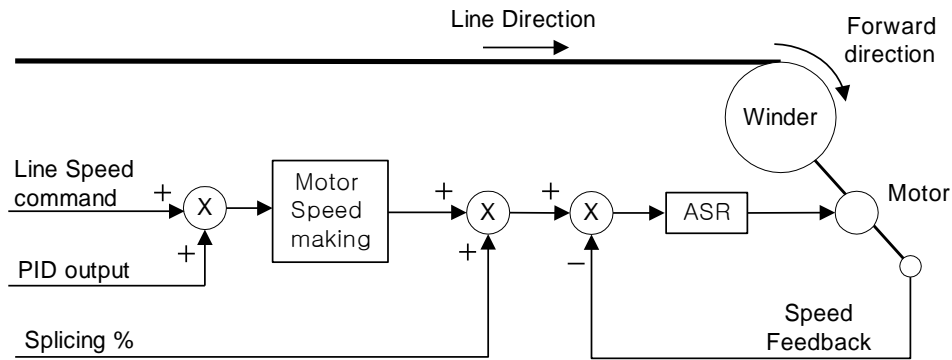 Line Direction
Forward
direction
Winder
Line Speed
command
+
X
+
Motor
Speed
making
+
X
+
+
X
−
ASR
Motor
PID output
Splicing %
Speed
Feedback